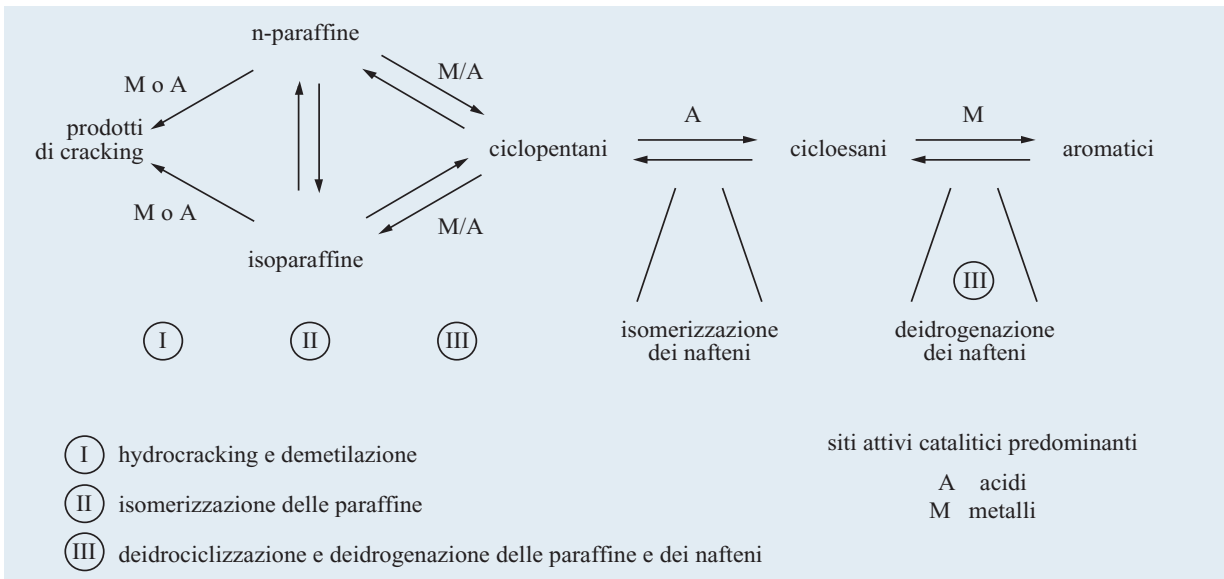 n-paraffine
M o A
M/A
prodotti
di cracking
A
M
ciclopentani
cicloesani
aromatici
M o A
M/A
isoparaffine
III
I
II
III
isomerizzazione
dei nafteni
deidrogenazione
dei nafteni
I hydrocracking e demetilazione
II isomerizzazione delle paraffine
III deidrociclizzazione e deidrogenazione delle paraffine e dei nafteni
siti attivi catalitici predominanti
A acidi
M metalli